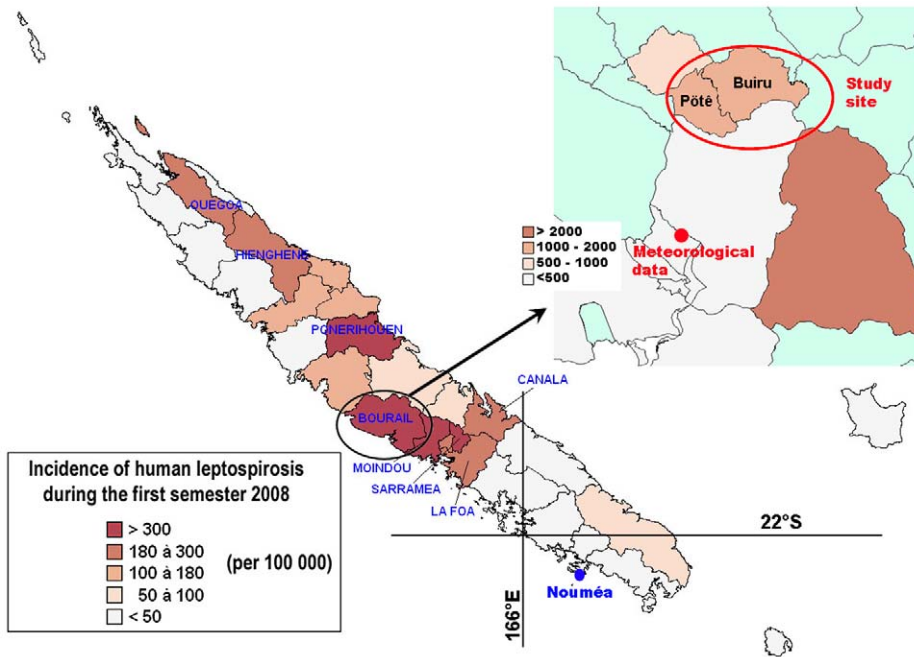 Buiru
Pötê
Study
site
> 2000
1000 - 2000
500 - 1000
<500
Meteorological
data
OUEGOA
HIENGHENE
PONERIHOUEN
CANALA
BOURAIL
MOINDOU
SARRAMEA
LA FOA
Incidence of human leptospirosis
during the first semester 2008
> 300
180 à 300
100 à 180
50 à 100
< 50
(per 100 000)
22°S
166°E
Nouméa